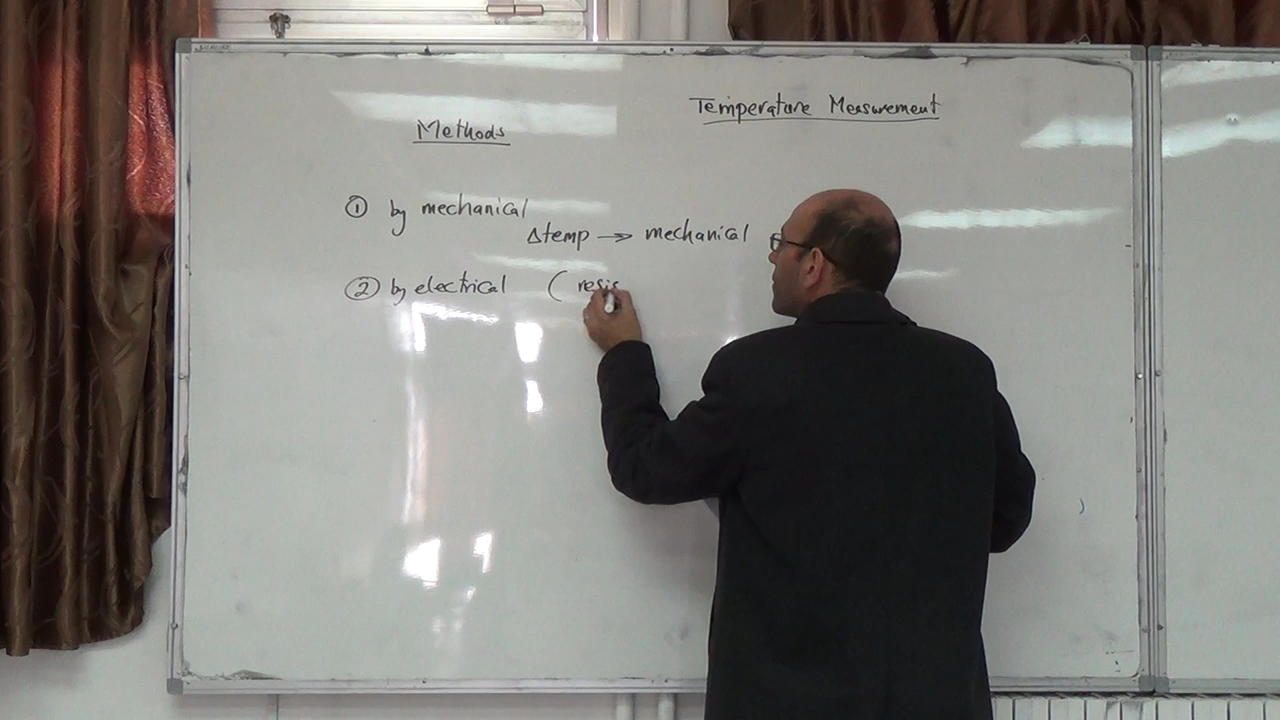 Temperature Measurement
Methods
① by mechanical
Δtemp → mechanical
② by electrical ( resis